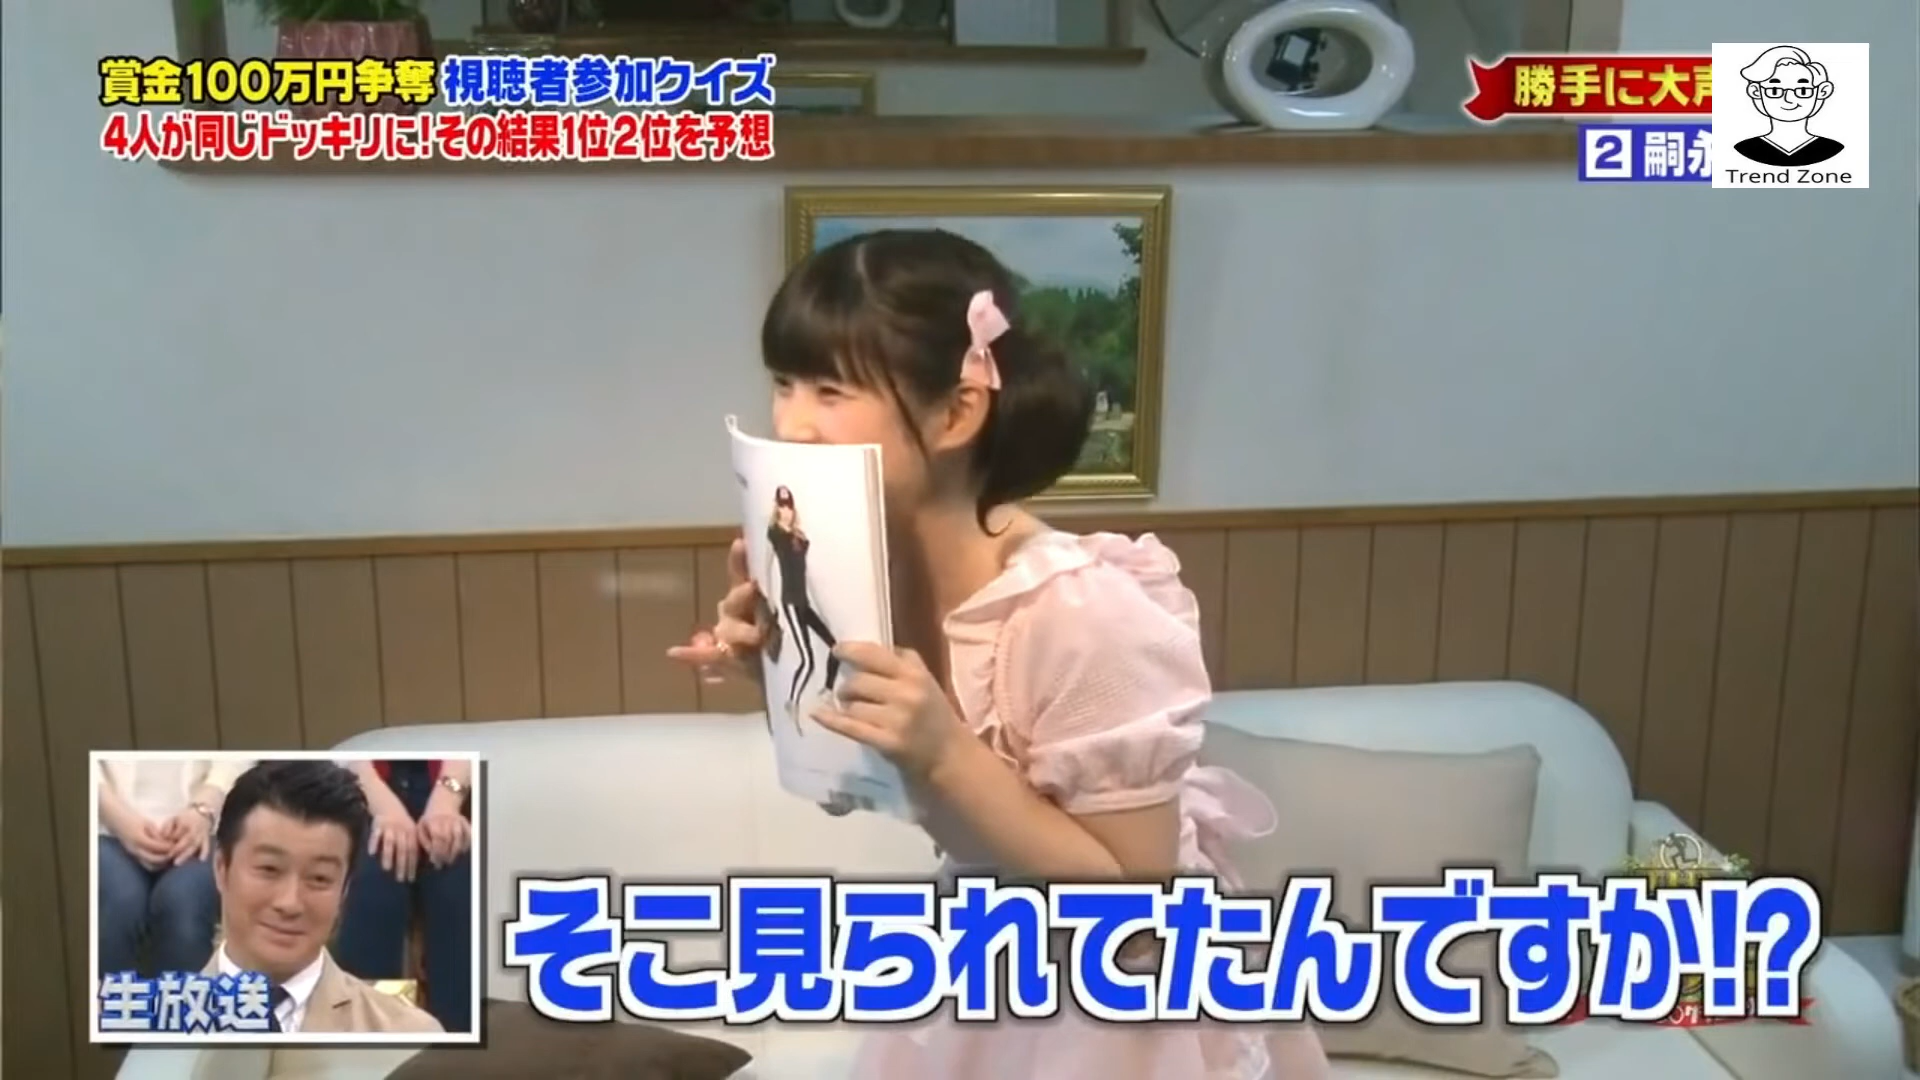 賞金100万円争奪 視聴者参加クイズ
4人が同じドッキリに!その結果1位2位を予想
勝手に大声
2 嗣永
Trend Zone
生放送
そこ見られてたんですか!?